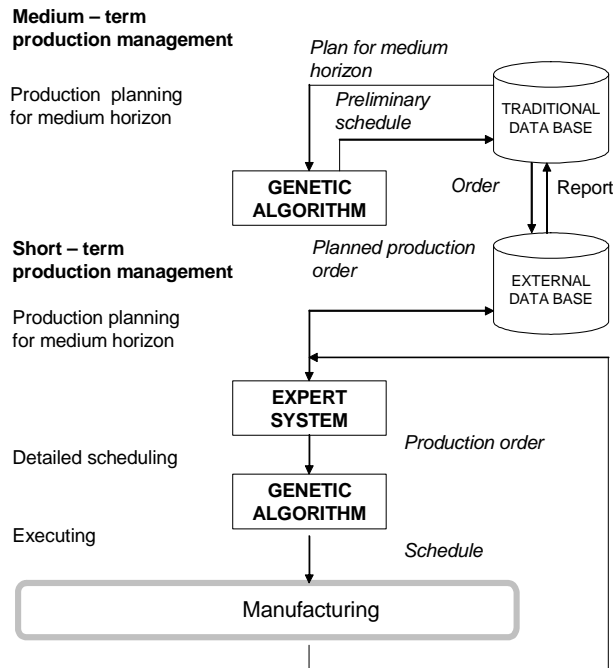 Medium – term
production management
Plan for medium
horizon
Production planning
for medium horizon
Preliminary
schedule
TRADITIONAL
DATA BASE
GENETIC
ALGORITHM
Order
Report
Short – term
production management
Planned production
order
EXTERNAL
DATA BASE
Production planning
for medium horizon
EXPERT
SYSTEM
Production order
Detailed scheduling
GENETIC
ALGORITHM
Executing
Schedule
Manufacturing